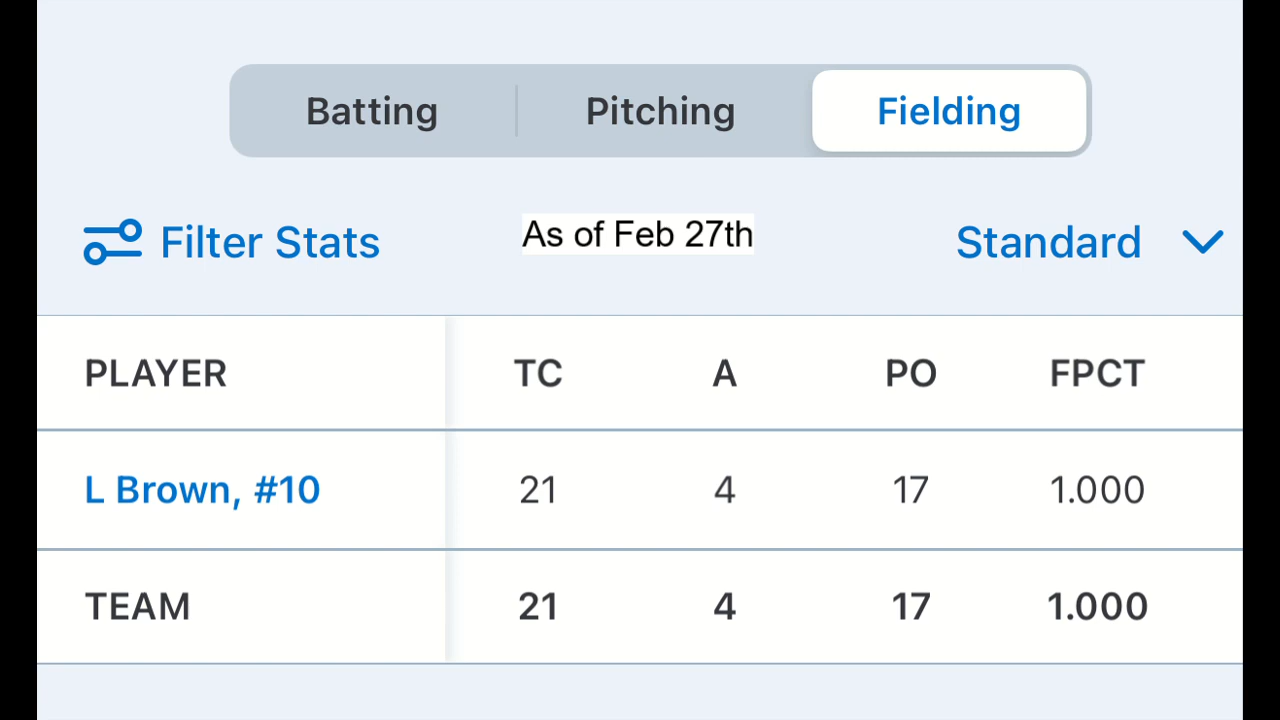 Batting Pitching Fielding
Filter Stats As of Feb 27th Standard
PLAYER TC A PO FPCT
L Brown, #10 21 4 17 1.000
TEAM 21 4 17 1.000